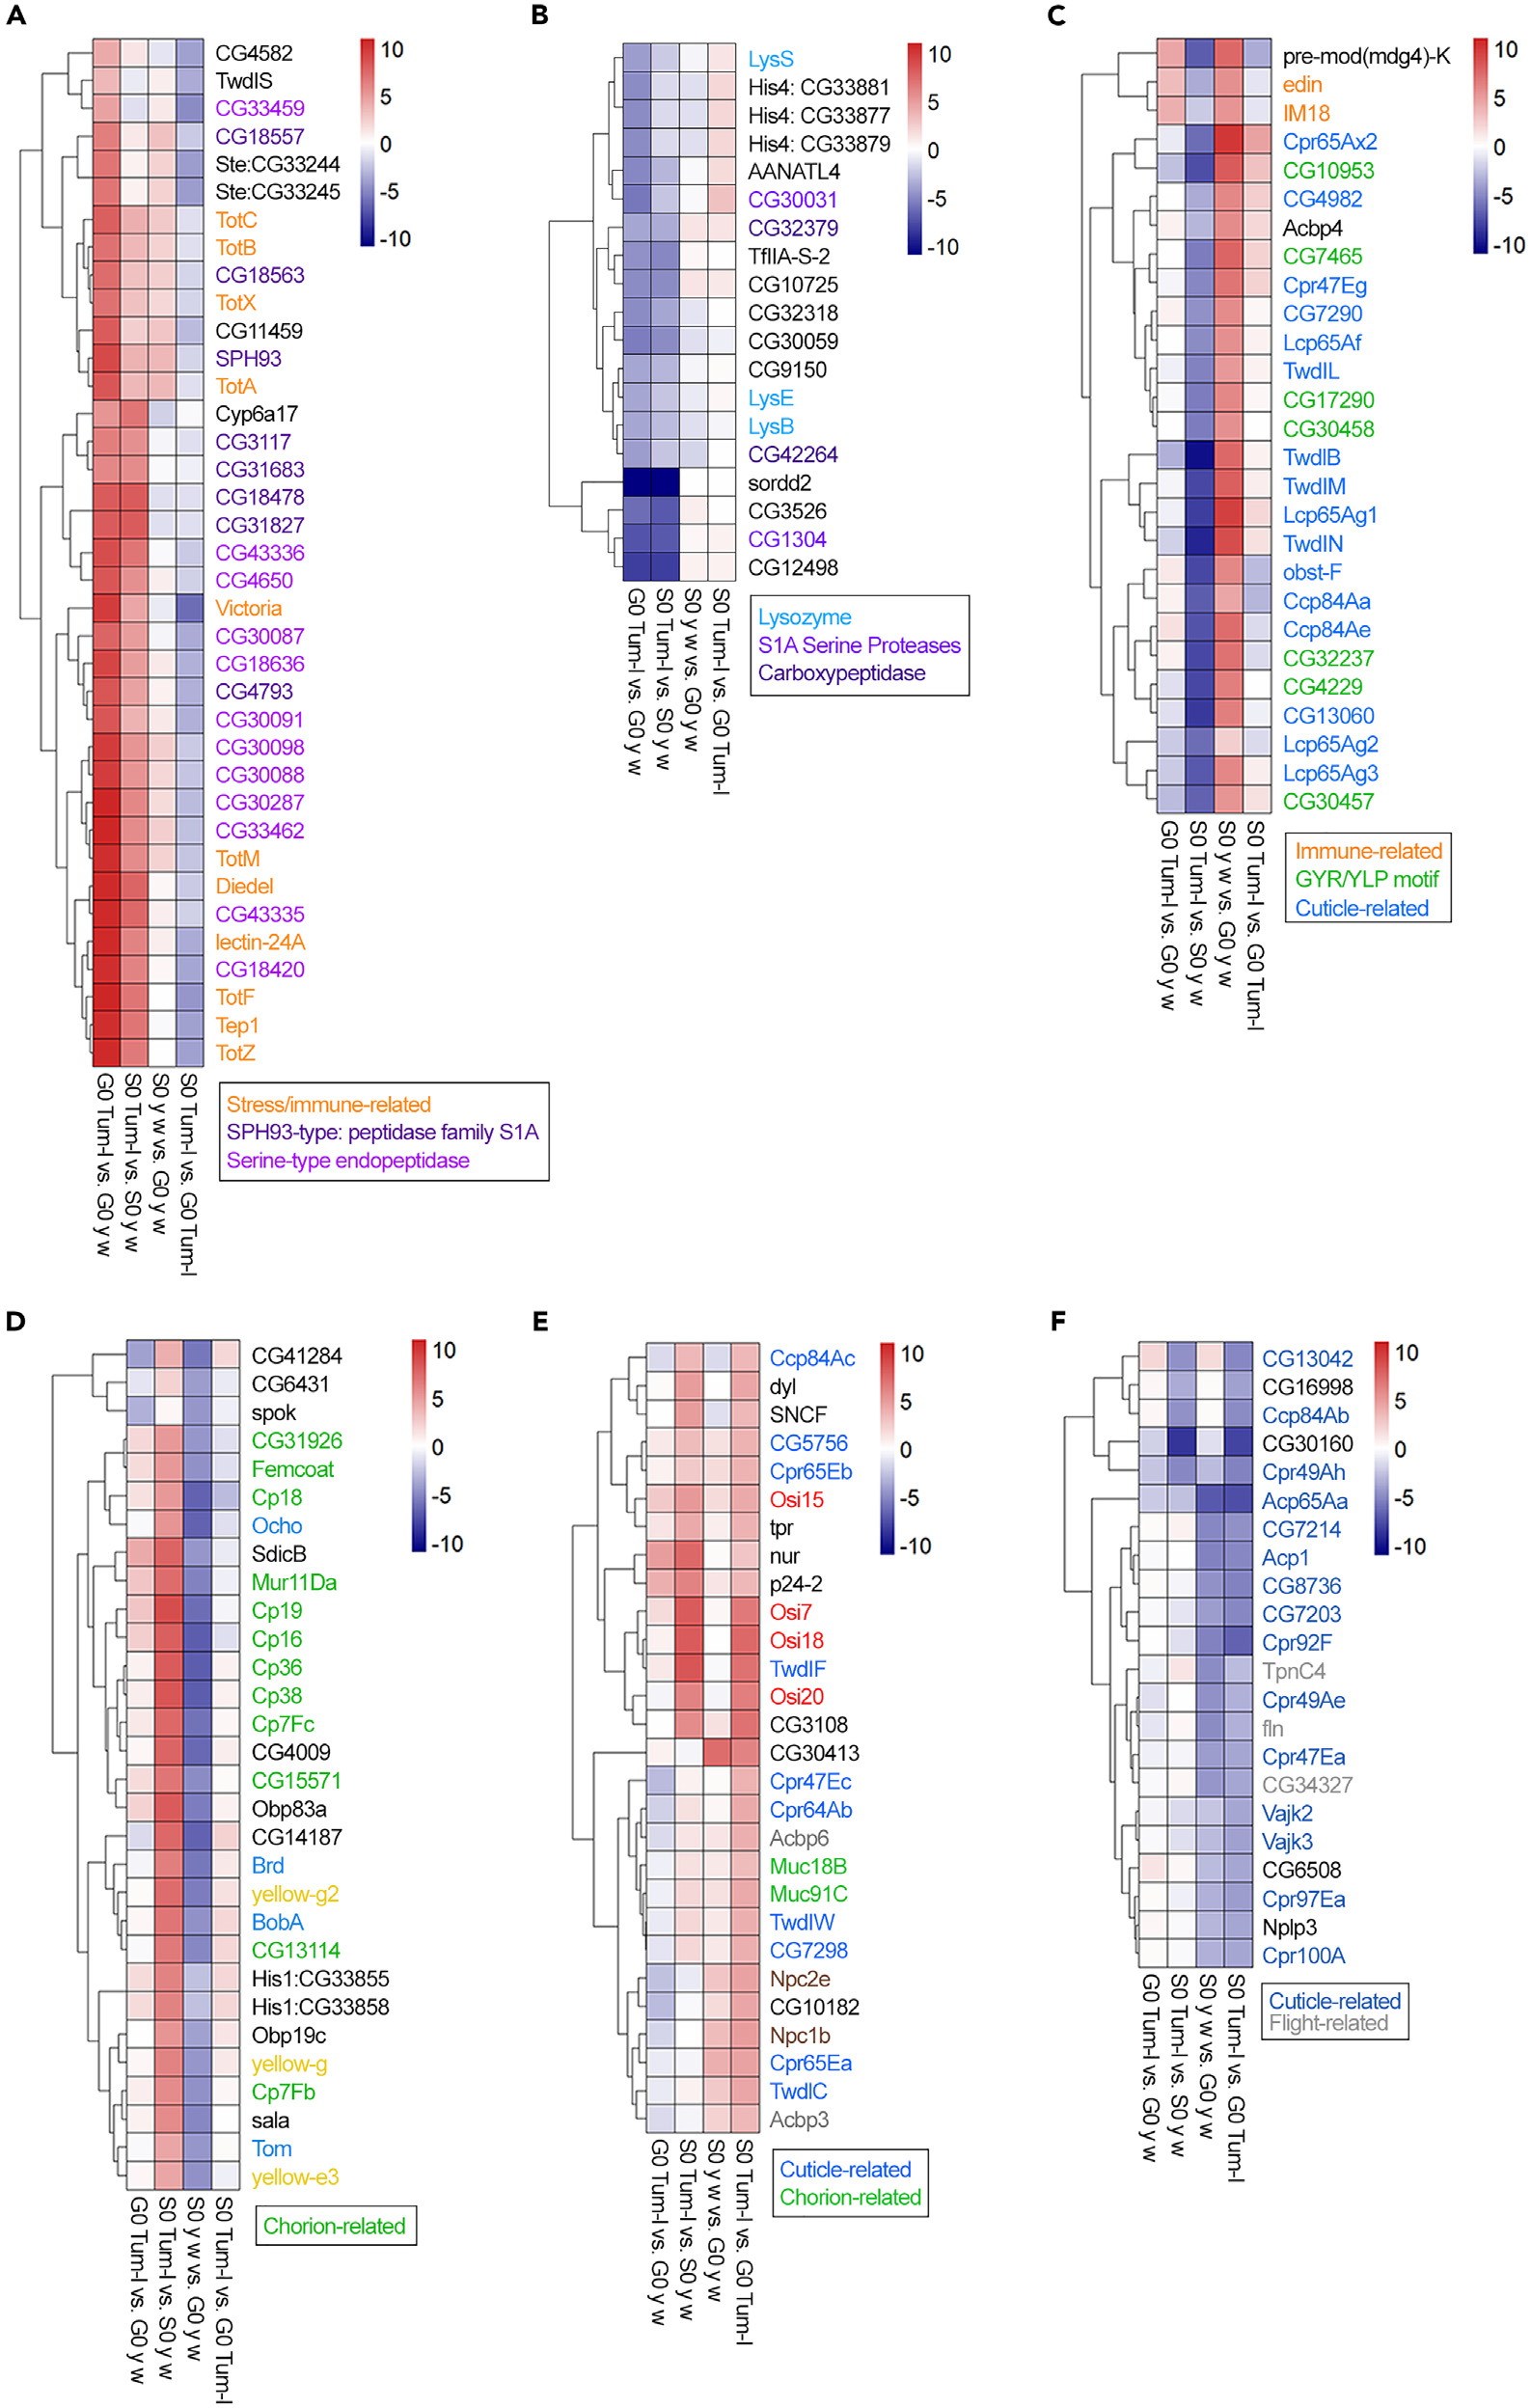 A
CG4582
TwdlS
CG33459
CG18557
Ste:CG33244
Ste:CG33245
TotC
TotB
CG18563
TotX
CG11459
SPH93
TotA
Cyp6a17
CG3117
CG31683
CG18478
CG31827
CG43336
CG4650
Victoria
CG30087
CG18636
CG4793
CG30091
CG30098
CG30088
CG30287
CG33462
TotM
Diedel
CG43335
lectin-24A
CG18420
TotF
Tep1
TotZ
10
5
0
-5
-10
G0 Tum-l vs. G0 y w
S0 Tum-l vs. S0 y w
S0 y w vs. G0 y w
S0 Tum-l vs. G0 Tum-l
Stress/immune-related
SPH93-type: peptidase family S1A
Serine-type endopeptidase
B
LysS
His4: CG33881
His4: CG33877
His4: CG33879
AANATL4
CG30031
CG32379
TfIIA-S-2
CG10725
CG32318
CG30059
CG9150
LysE
LysB
CG42264
sordd2
CG3526
CG1304
CG12498
10
5
0
-5
-10
G0 Tum-l vs. G0 y w
S0 Tum-l vs. S0 y w
S0 y w vs. G0 y w
S0 Tum-l vs. G0 Tum-l
Lysozyme
S1A Serine Proteases
Carboxypeptidase
C
pre-mod(mdg4)-K
edin
IM18
Cpr65Ax2
CG10953
CG4982
Acbp4
CG7465
Cpr47Eg
CG7290
Lcp65Af
TwdlL
CG17290
CG30458
TwdlB
TwdlM
Lcp65Ag1
TwdlN
obst-F
Ccp84Aa
Ccp84Ae
CG32237
CG4229
CG13060
Lcp65Ag2
Lcp65Ag3
CG30457
10
5
0
-5
-10
G0 Tum-l vs. G0 y w
S0 Tum-l vs. S0 y w
S0 y w vs. G0 y w
S0 Tum-l vs. G0 Tum-l
Immune-related
GYR/YLP motif
Cuticle-related
D
CG41284
CG6431
spok
CG31926
Femcoat
Cp18
Ocho
SdicB
Mur11Da
Cp19
Cp16
Cp36
Cp38
Cp7Fc
CG4009
CG15571
Obp83a
CG14187
Brd
yellow-g2
BobA
CG13114
His1:CG33855
His1:CG33858
Obp19c
yellow-g
Cp7Fb
sala
Tom
yellow-e3
10
5
0
-5
-10
G0 Tum-l vs. G0 y w
S0 Tum-l vs. S0 y w
S0 y w vs. G0 y w
S0 Tum-l vs. G0 Tum-l
Chorion-related
E
Ccp84Ac
dyl
SNCF
CG5756
Cpr65Eb
Osi15
tpr
nur
p24-2
Osi7
Osi18
TwdlF
Osi20
CG3108
CG30413
Cpr47Ec
Cpr64Ab
Acbp6
Muc18B
Muc91C
TwdlW
CG7298
Npc2e
CG10182
Npc1b
Cpr65Ea
TwdlC
Acbp3
10
5
0
-5
-10
G0 Tum-l vs. G0 y w
S0 Tum-l vs. S0 y w
S0 y w vs. G0 y w
S0 Tum-l vs. G0 Tum-l
Cuticle-related
Chorion-related
F
CG13042
CG16998
Ccp84Ab
CG30160
Cpr49Ah
Acp65Aa
CG7214
Acp1
CG8736
CG7203
Cpr92F
TpnC4
Cpr49Ae
fln
Cpr47Ea
CG34327
Vajk2
Vajk3
CG6508
Cpr97Ea
Nplp3
Cpr100A
10
5
0
-5
-10
G0 Tum-l vs. G0 y w
S0 Tum-l vs. S0 y w
S0 y w vs. G0 y w
S0 Tum-l vs. G0 Tum-l
Cuticle-related
Flight-related